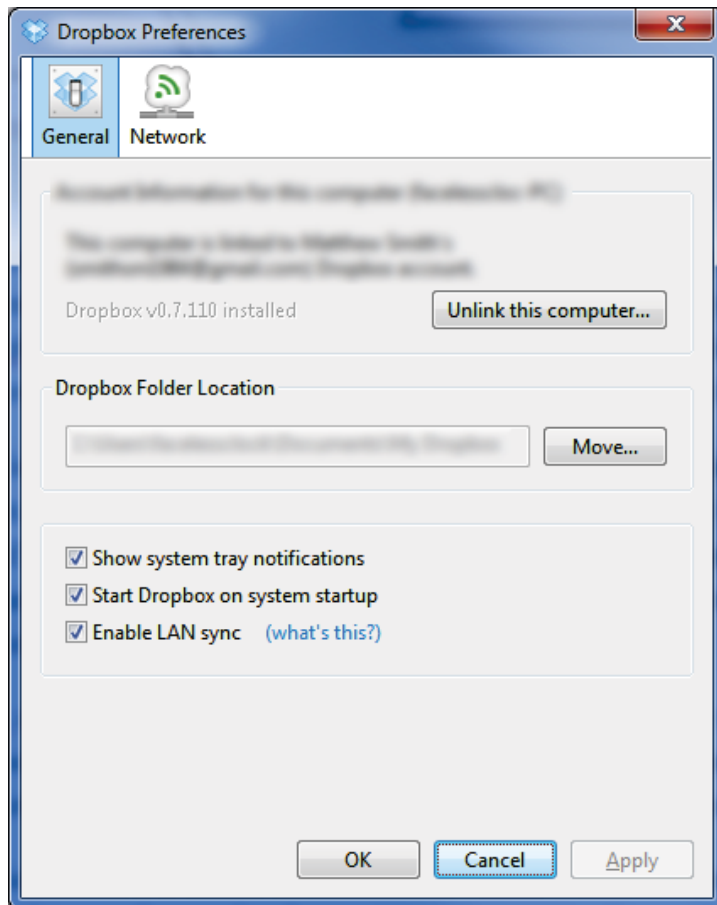 Dropbox Preferences
General Network
Dropbox v0.7.110 installed
Unlink this computer...
Dropbox Folder Location
Move...
Show system tray notifications
Start Dropbox on system startup
Enable LAN sync (what's this?)
OK Cancel Apply